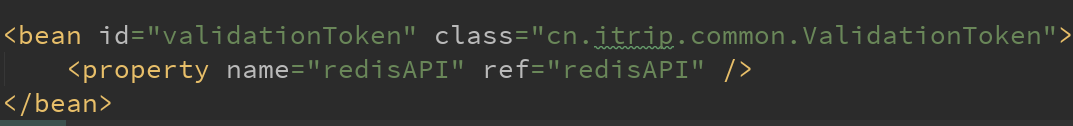 <bean id="validationToken" class="cn.itrip.common.ValidationToken">
    <property name="redisAPI" ref="redisAPI" />
</bean>